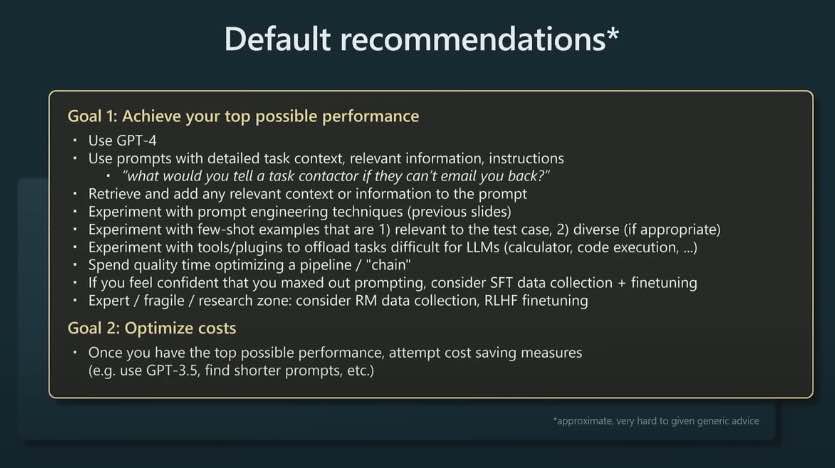 Default recommendations*
Goal 1: Achieve your top possible performance
• Use GPT-4
• Use prompts with detailed task context, relevant information, instructions
• “what would you tell a task contactor if they can’t email you back?”
• Retrieve and add any relevant context or information to the prompt
• Experiment with prompt engineering techniques (previous slides)
• Experiment with few-shot examples that are 1) relevant to the test case, 2) diverse (if appropriate)
• Experiment with tools/plugins to offload tasks difficult for LLMs (calculator, code execution, ...)
• Spend quality time optimizing a pipeline / "chain"
• If you feel confident that you maxed out prompting, consider SFT data collection + finetuning
• Expert / fragile / research zone: consider RM data collection, RLHF finetuning
Goal 2: Optimize costs
• Once you have the top possible performance, attempt cost saving measures
(e.g. use GPT-3.5, find shorter prompts, etc.)
*approximate, very hard to given generic advice